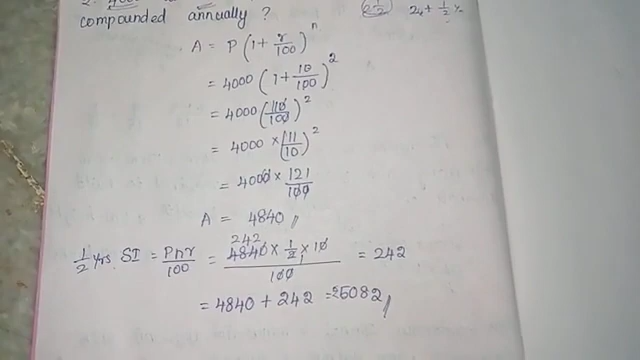 compounded annually ? 2½ 2y + ½ y
A = P(1 + r/100)^n
= 4000 (1 + 10/100)^2
= 4000 (110/100)^2
= 4000 × (11/10)^2
= 4000 × 121/100
A = 4840
242
½ yrs SI = Pnr/100 = 4840 × ½ × 10/100 = 242
= 4840 + 242 = 5082